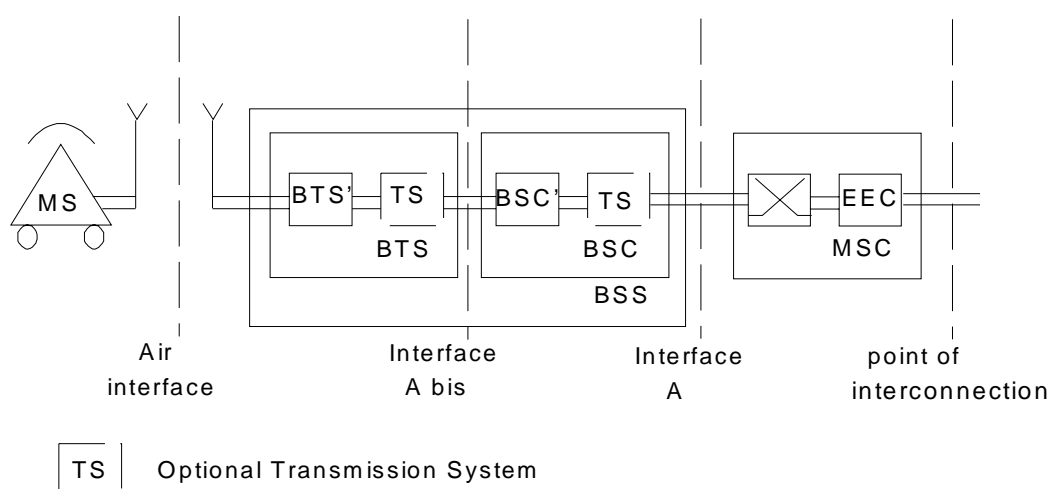 MS
BTS’
TS
BSC’
TS
EEC
BTS
BSC
MSC
BSS
Air
interface
Interface
A bis
Interface
A
point of
interconnection
TS
Optional Transmission System